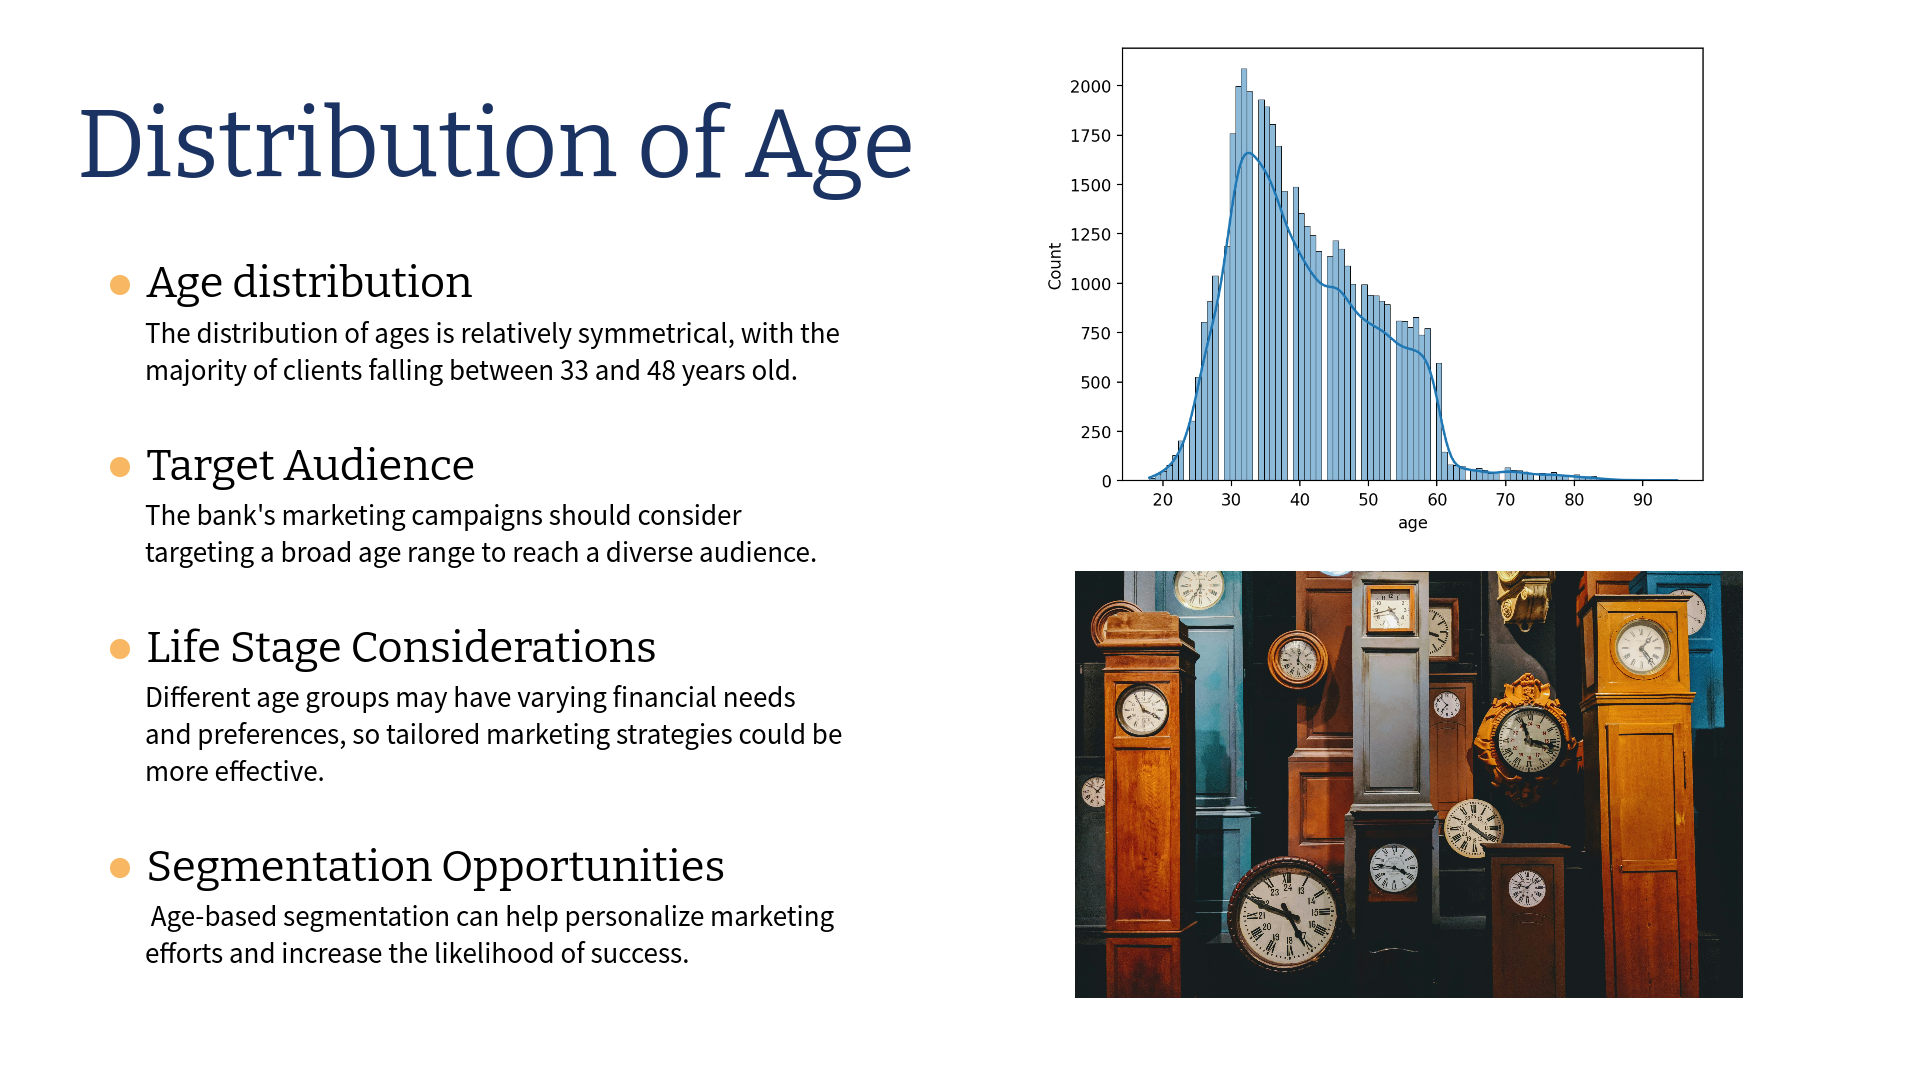 Distribution of Age
Age distribution
The distribution of ages is relatively symmetrical, with the
majority of clients falling between 33 and 48 years old.
Target Audience
The bank's marketing campaigns should consider
targeting a broad age range to reach a diverse audience.
Life Stage Considerations
Different age groups may have varying financial needs
and preferences, so tailored marketing strategies could be
more effective.
Segmentation Opportunities
Age-based segmentation can help personalize marketing
efforts and increase the likelihood of success.
Count
2000
1750
1500
1250
1000
750
500
250
0
20 30 40 50 60 70 80 90
age